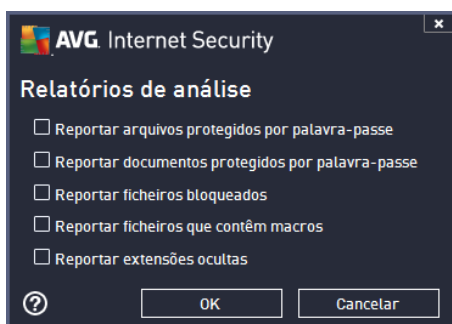 AVG. Internet Security
x
Relatórios de análise
Reportar arquivos protegidos por palavra-passe
Reportar documentos protegidos por palavra-passe
Reportar ficheiros bloqueados
Reportar ficheiros que contêm macros
Reportar extensões ocultas
?
OK
Cancelar